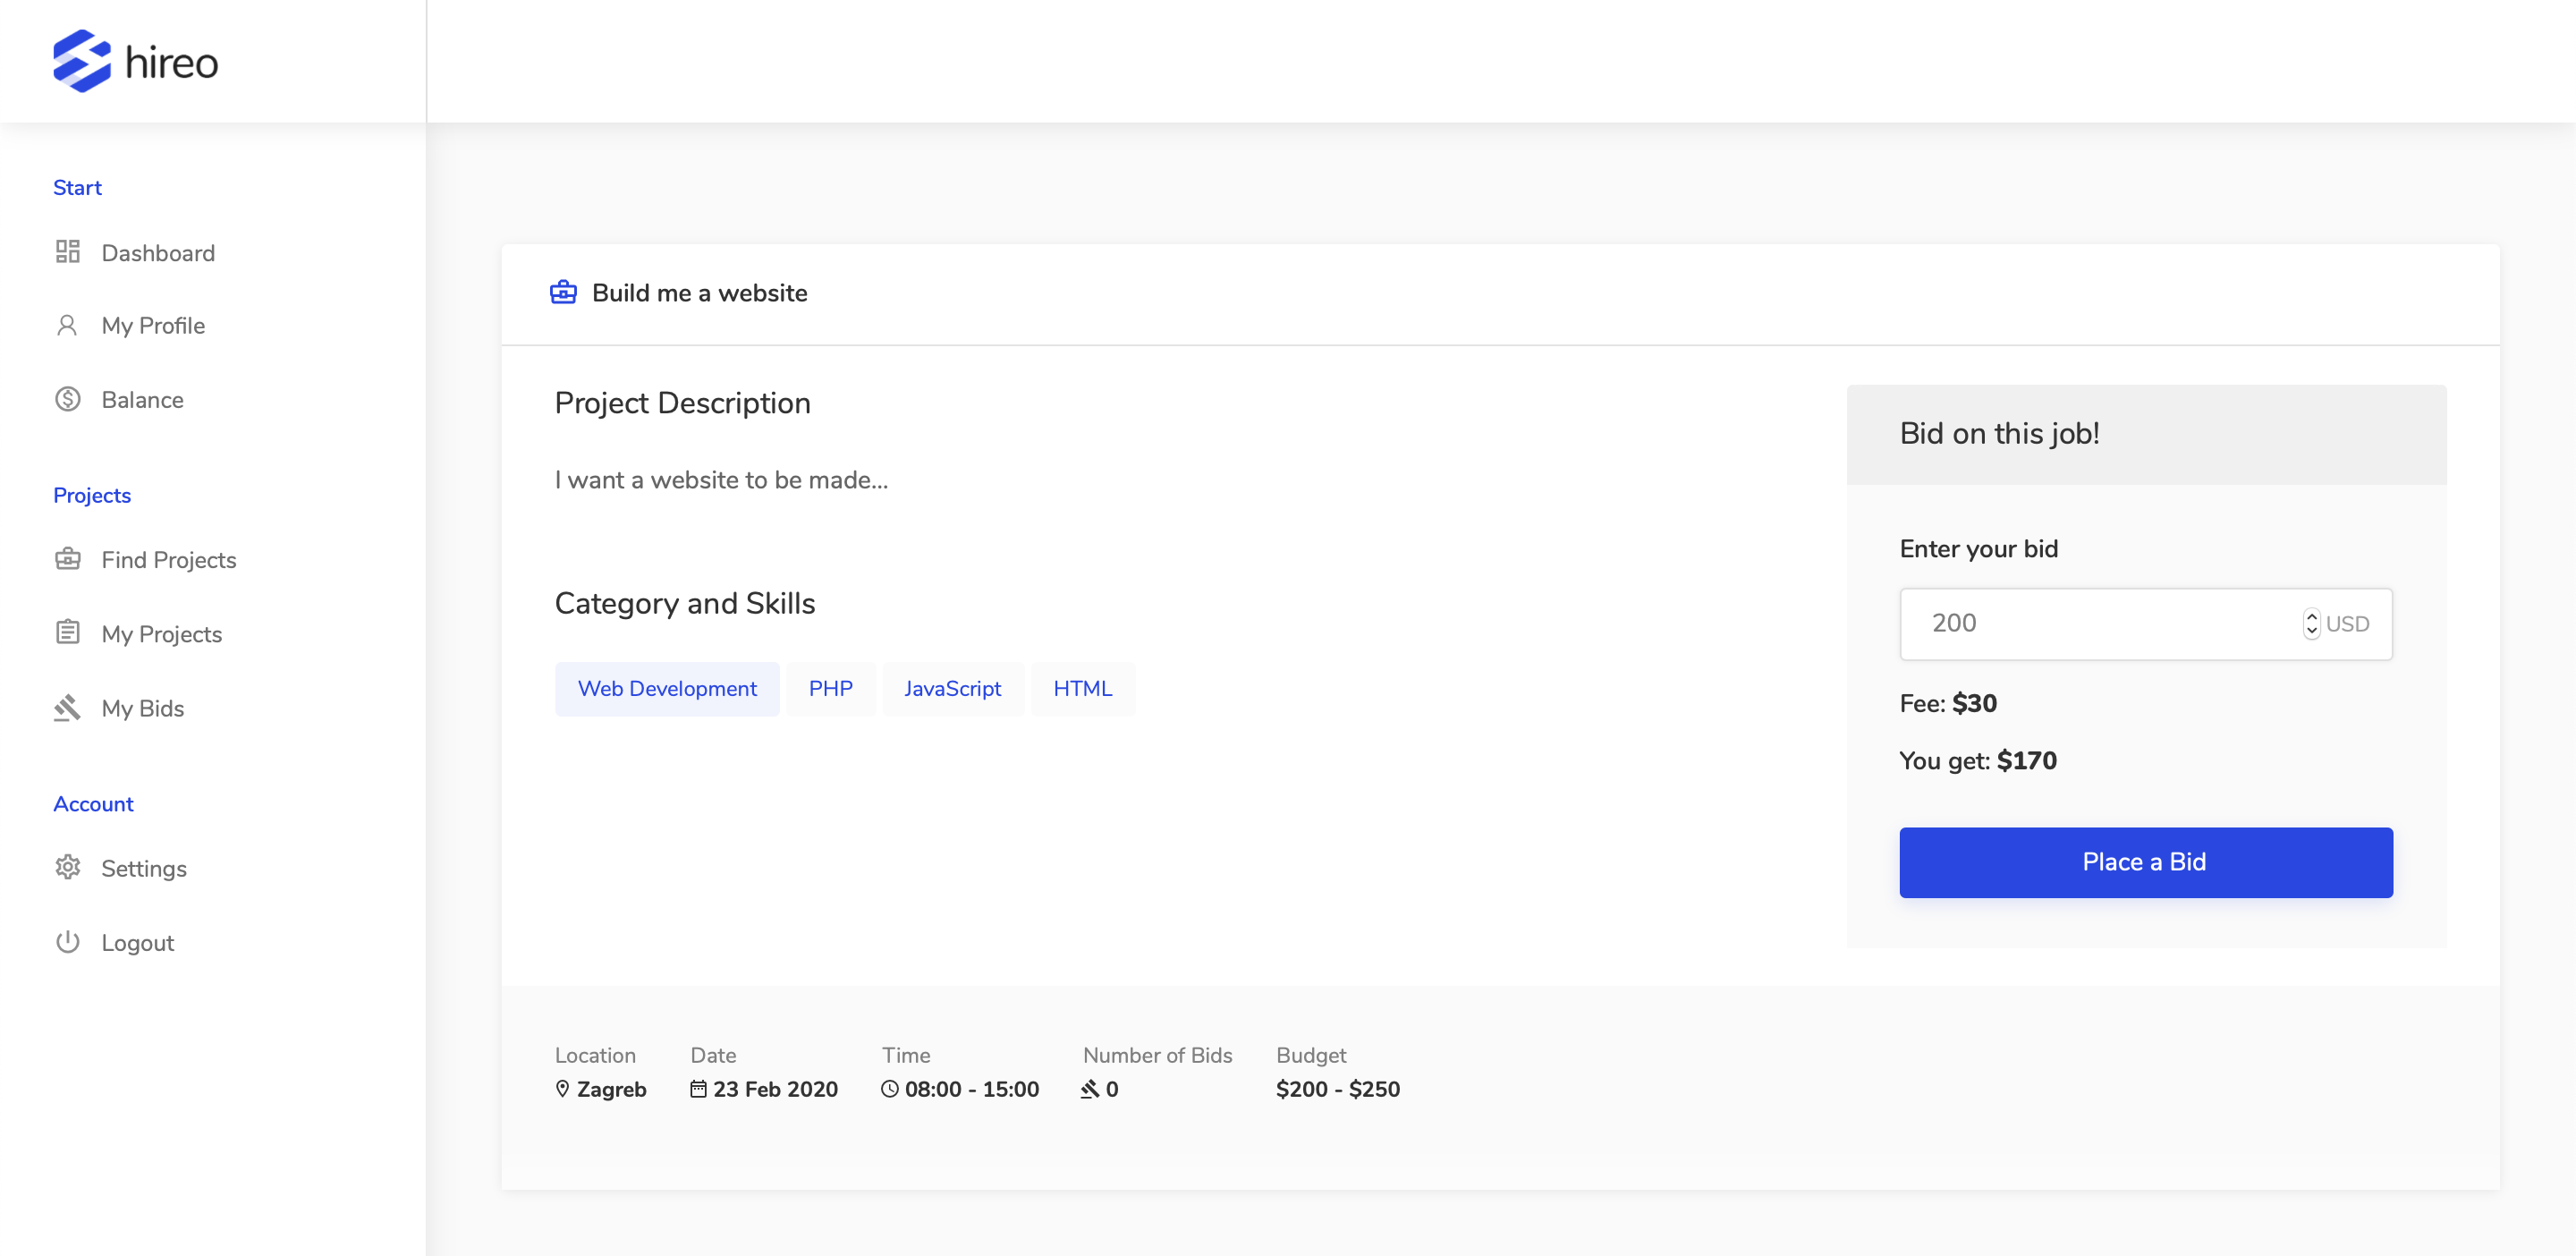 hireo
Start
Dashboard
My Profile
Balance
Projects
Find Projects
My Projects
My Bids
Account
Settings
Logout
Build me a website
Project Description
I want a website to be made...
Category and Skills
Web Development PHP JavaScript HTML
Bid on this job!
Enter your bid
200 USD
Fee: $30
You get: $170
Place a Bid
Location Date Time Number of Bids Budget
Zagreb 23 Feb 2020 08:00 - 15:00 0 $200 - $250